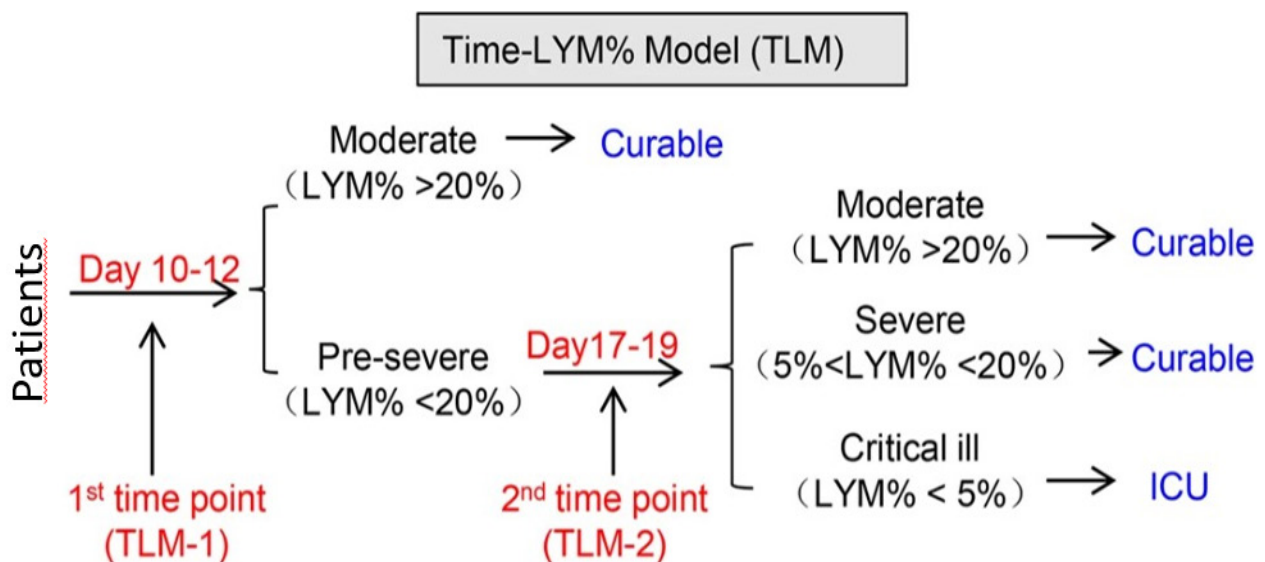 Time-LYM% Model (TLM)
Moderate
（LYM% >20%）
Curable
Patients
Day 10-12
1st time point
(TLM-1)
Pre-severe
（LYM% <20%）
Day17-19
2nd time point
(TLM-2)
Moderate
（LYM% >20%）
Curable
Severe
（5%<LYM% <20%）
Curable
Critical ill
（LYM% < 5%）
ICU